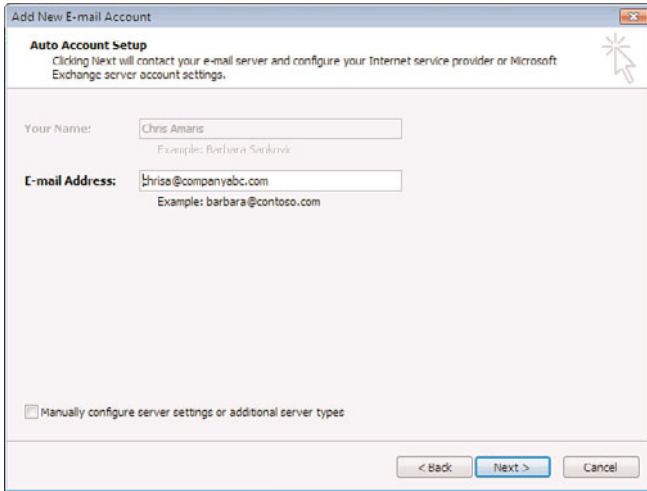 Add New E-mail Account
Auto Account Setup
Clicking Next will contact your e-mail server and configure your Internet service provider or Microsoft
Exchange server account settings.
Your Name: Chris Amaris
Example: Barbara Sankovic
E-mail Address: chrisa@companyabc.com
Example: barbara@contoso.com
Manually configure server settings or additional server types
< Back Next > Cancel